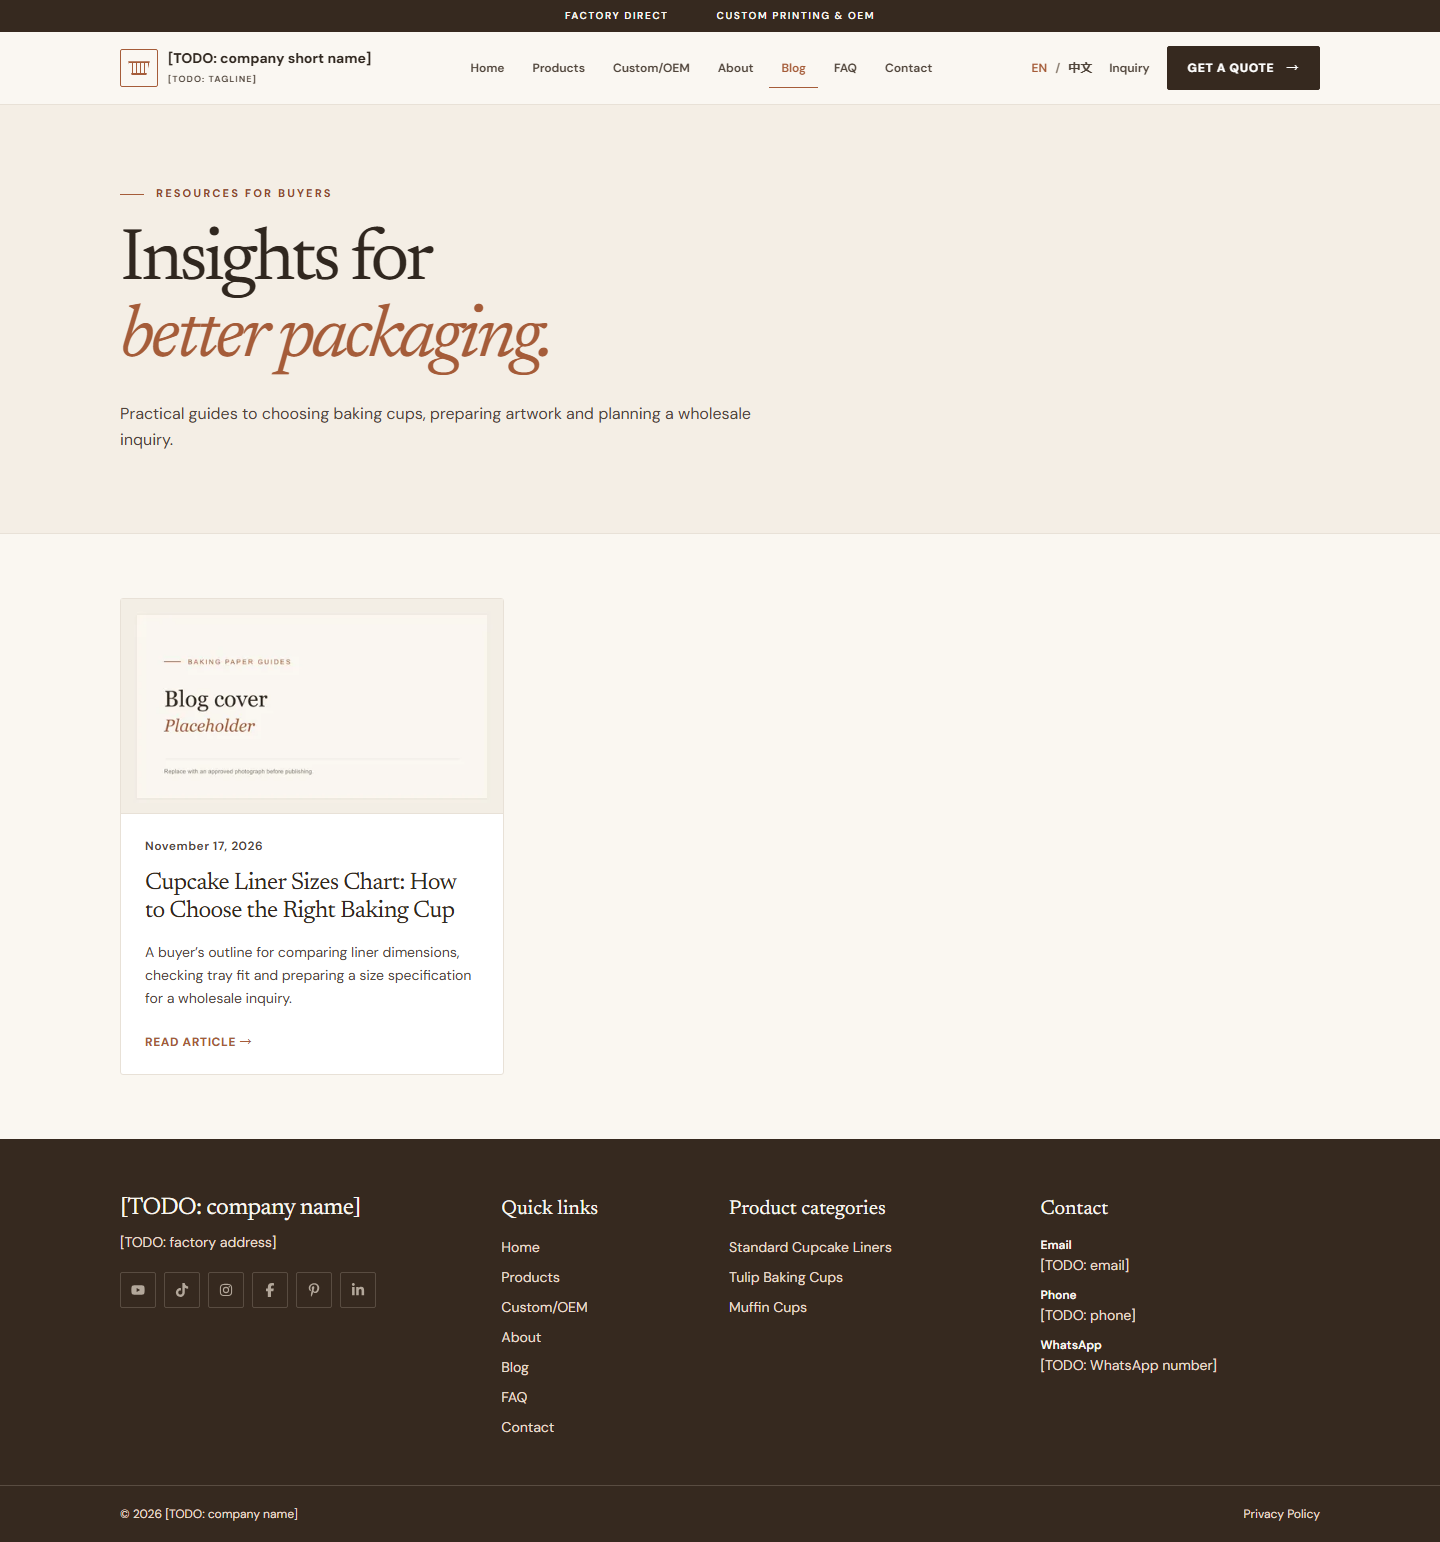 FACTORY DIRECT CUSTOM PRINTING & OEM
[TODO: company short name]
[TODO: TAGLINE]
Home Products Custom/OEM About Blog FAQ Contact
EN / 中文 Inquiry GET A QUOTE →
RESOURCES FOR BUYERS
Insights for
better packaging.
Practical guides to choosing baking cups, preparing artwork and planning a wholesale
inquiry.
BAKING PAPER GUIDES
Blog cover
Placeholder
Replace with an approved photograph before publishing.
November 17, 2026
Cupcake Liner Sizes Chart: How
to Choose the Right Baking Cup
A buyer’s outline for comparing liner dimensions,
checking tray fit and preparing a size specification
for a wholesale inquiry.
READ ARTICLE →
[TODO: company name]
[TODO: factory address]
Quick links
Home
Products
Custom/OEM
About
Blog
FAQ
Contact
Product categories
Standard Cupcake Liners
Tulip Baking Cups
Muffin Cups
Contact
Email
[TODO: email]
Phone
[TODO: phone]
WhatsApp
[TODO: WhatsApp number]
© 2026 [TODO: company name]
Privacy Policy